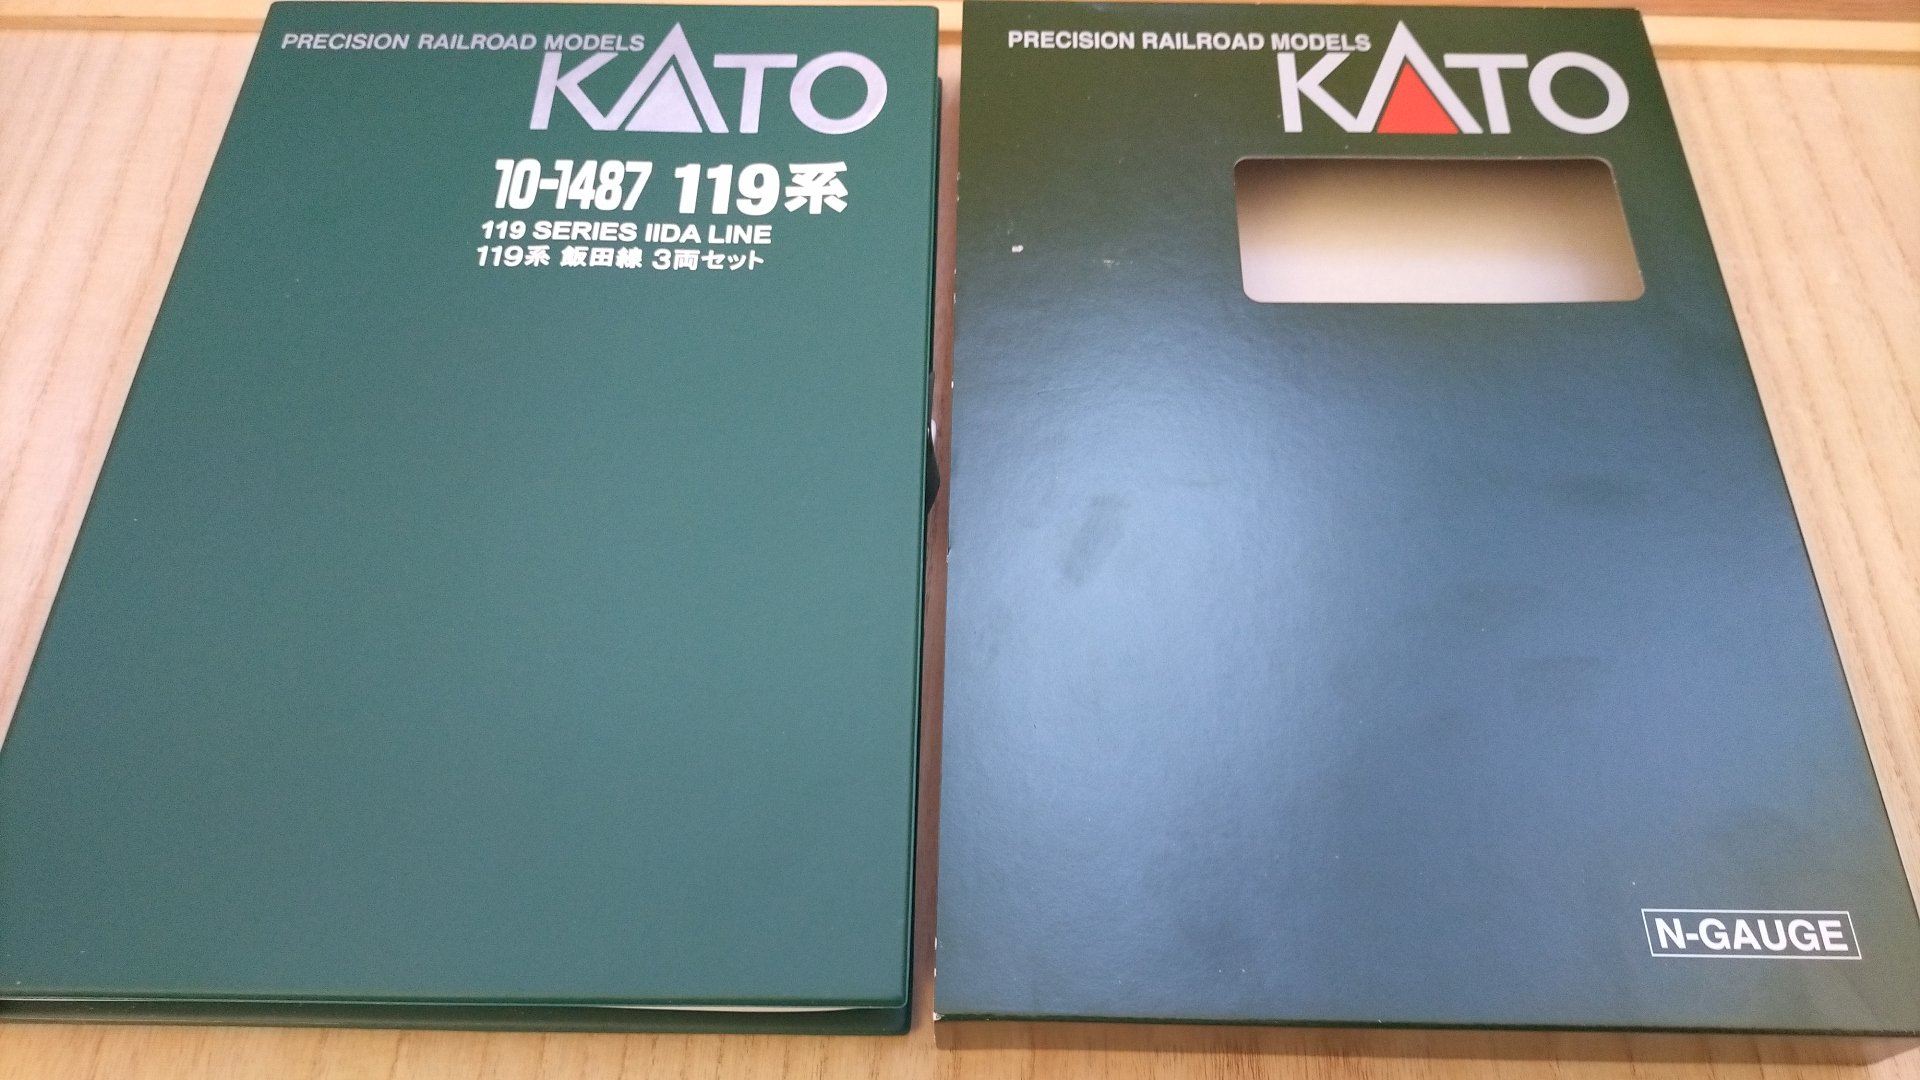 PRECISION RAILROAD MODELS
KATO
10-1487 119系
119 SERIES IIDA LINE
119系 飯田線 3両セット
PRECISION RAILROAD MODELS
KATO
N-GAUGE